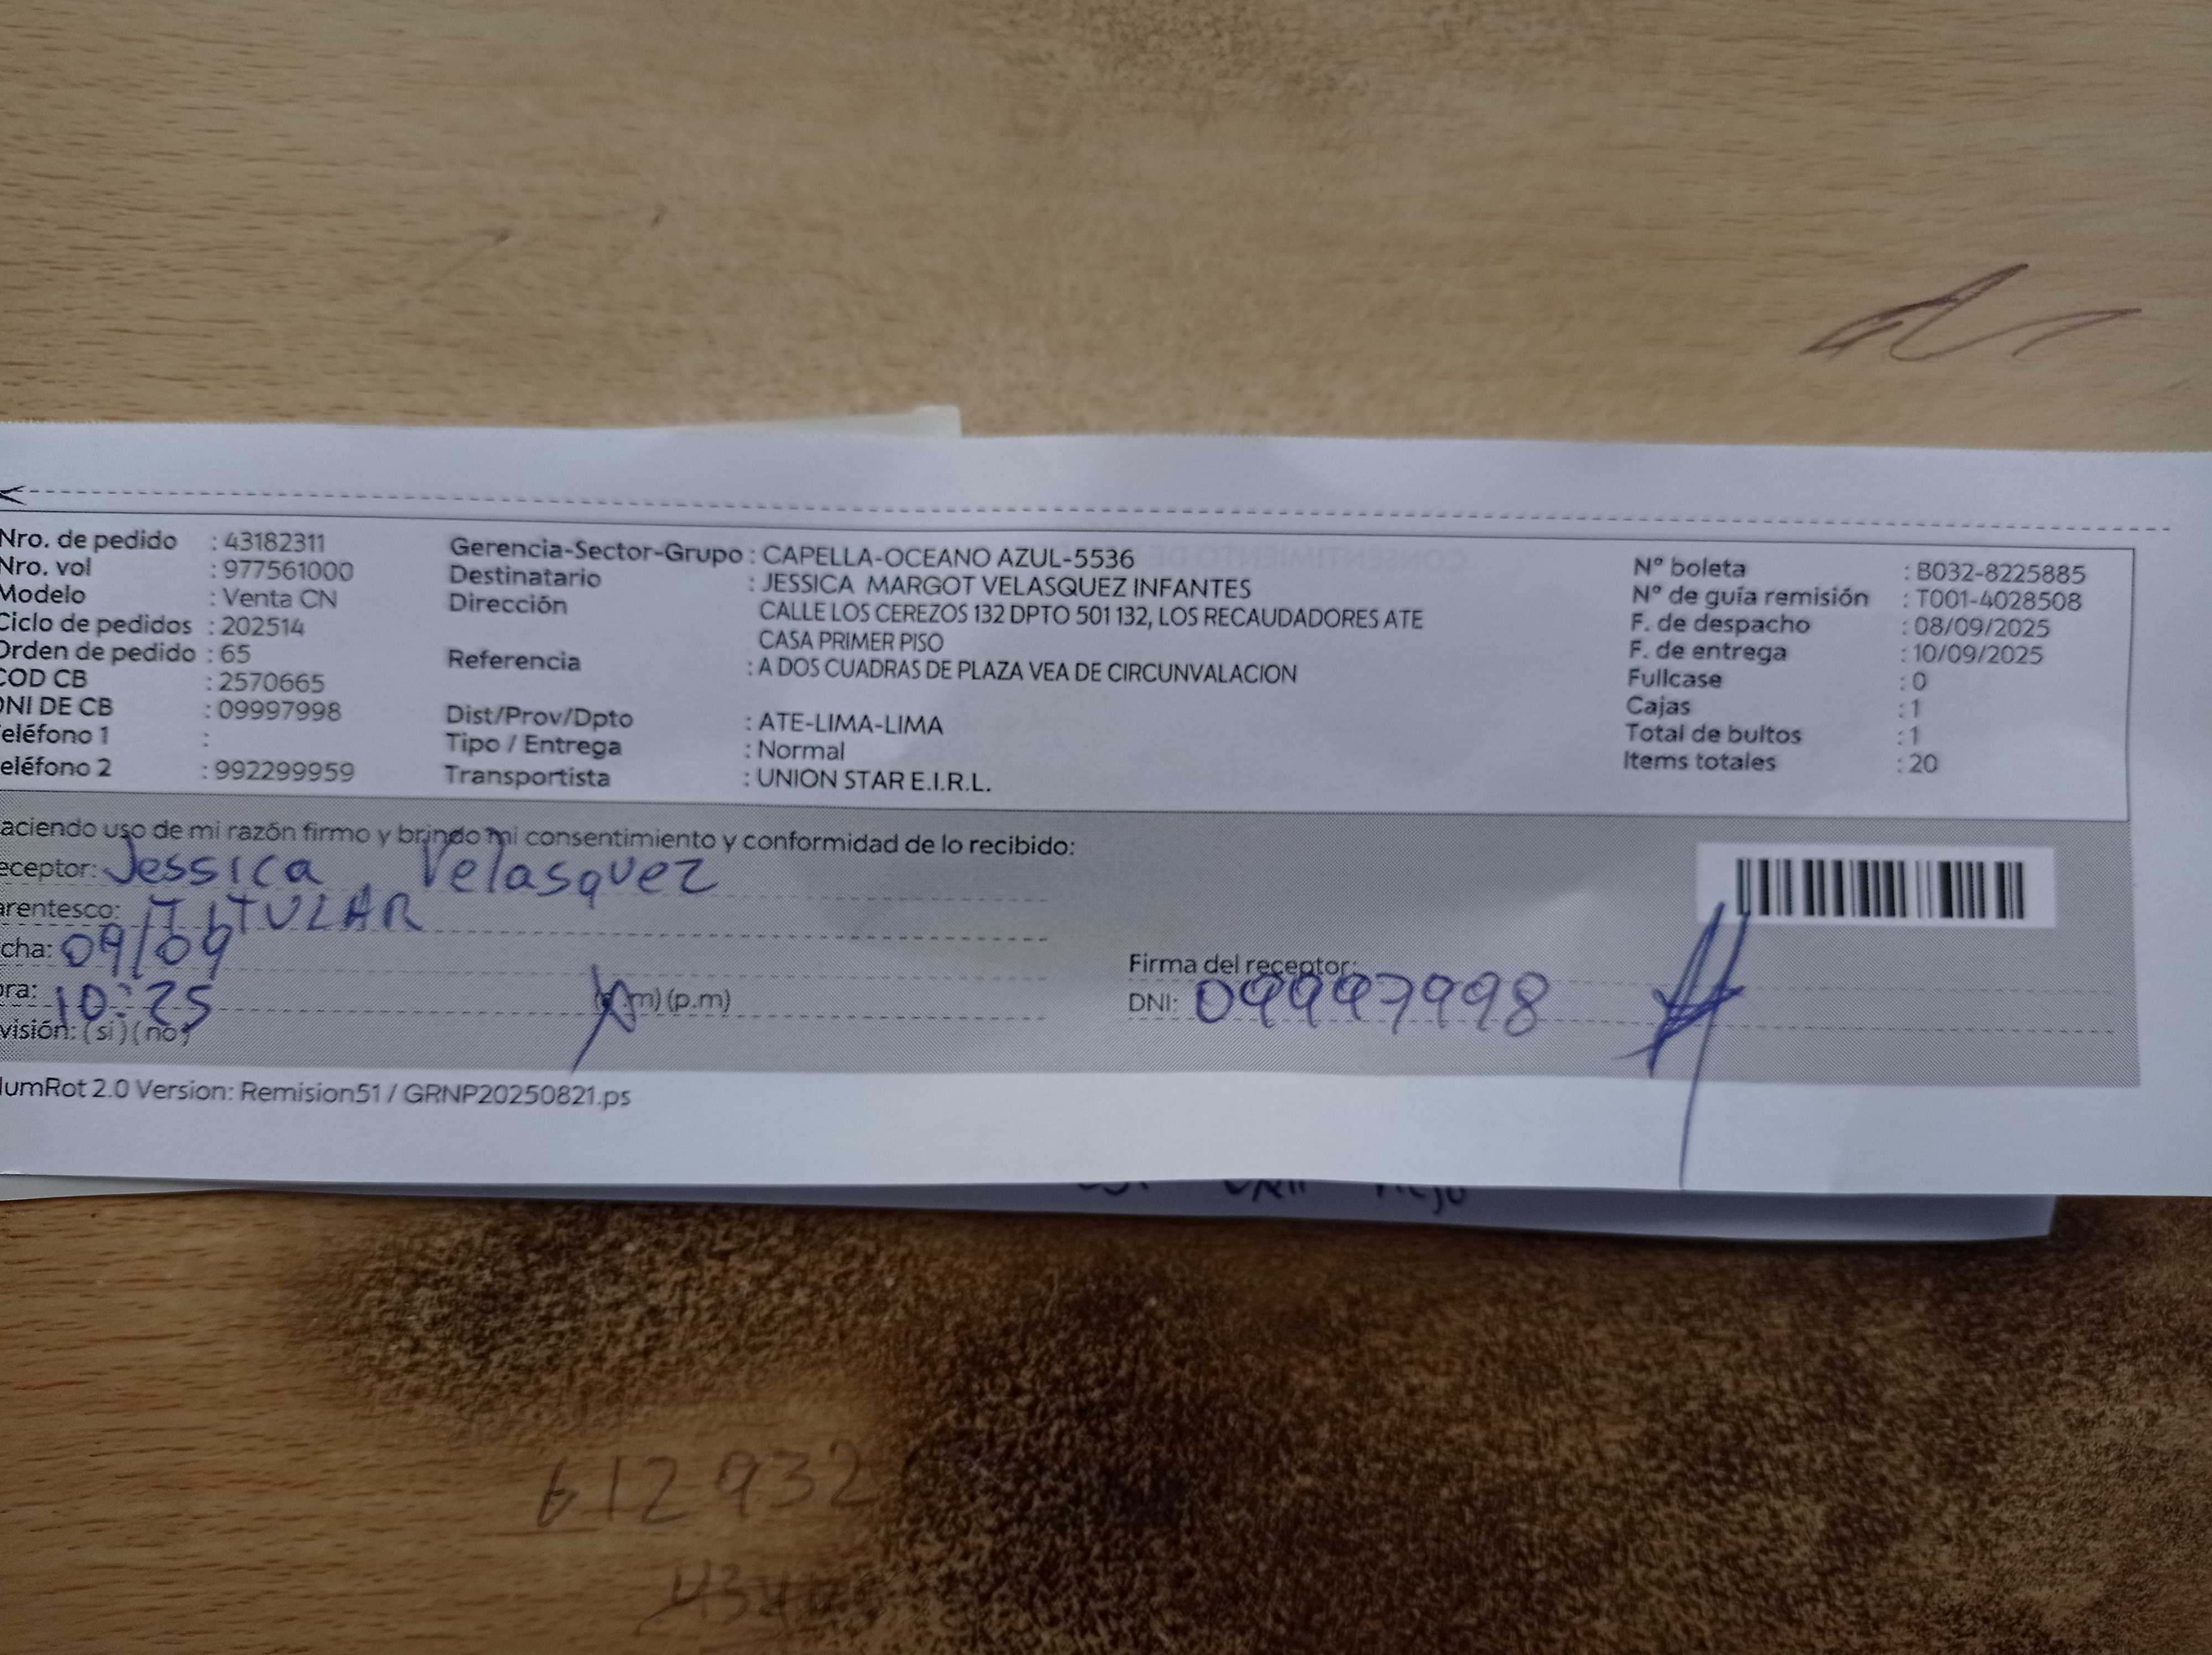 Nro. de pedido : 43182311
Nro. vol : 977561000
Modelo : Venta CN
Ciclo de pedidos : 202514
Orden de pedido : 65
COD CB : 2570665
DNI DE CB : 09997998
eléfono 1 :
eléfono 2 : 992299959
Gerencia-Sector-Grupo : CAPELLA-OCEANO AZUL-5536
Destinatario : JESSICA MARGOT VELASQUEZ INFANTES
Dirección CALLE LOS CEREZOS 132 DPTO 501 132, LOS RECAUDADORES ATE
CASA PRIMER PISO
Referencia : A DOS CUADRAS DE PLAZA VEA DE CIRCUNVALACION
Dist/Prov/Dpto : ATE-LIMA-LIMA
Tipo / Entrega : Normal
Transportista : UNION STAR E.I.R.L.
N° boleta : B032-8225885
N° de guía remisión : T001-4028508
F. de despacho : 08/09/2025
F. de entrega : 10/09/2025
Fullcase : 0
Cajas : 1
Total de bultos : 1
Items totales : 20
aciendo uso de mi razón firmo y brindo mi consentimiento y conformidad de lo recibido:
eceptor: Jessica Velasquez
arentesco: TITULAR
cha: 09/09
ora: 10:25 (a.m) (p.m)
visión: (si) (no)
Firma del receptor:
DNI: 09997998
umRot 2.0 Version: Remision51 / GRNP20250821.ps
612932